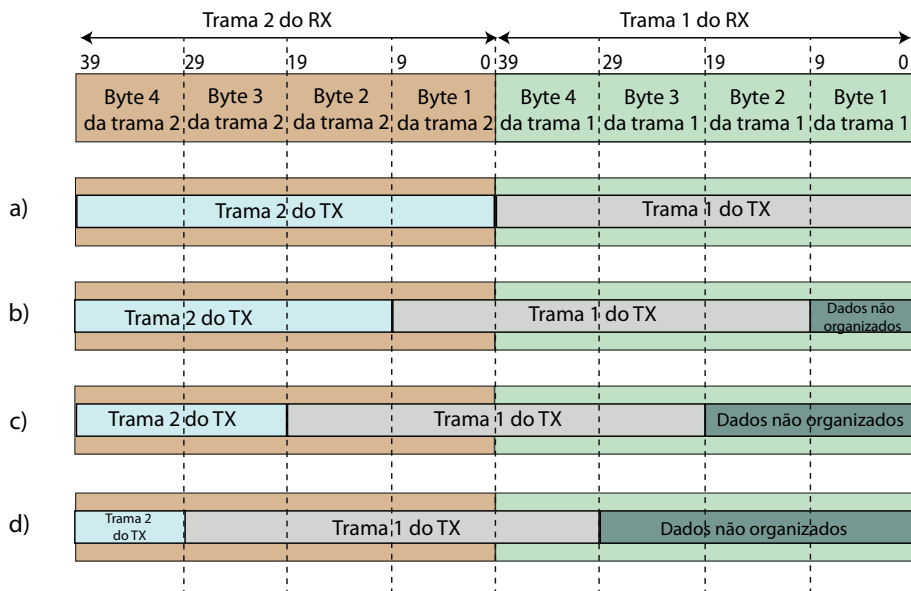 Trama 2 do RX
Trama 1 do RX
39 29 19 9 0 39 29 19 9 0
Byte 4 da trama 2
Byte 3 da trama 2
Byte 2 da trama 2
Byte 1 da trama 2
Byte 4 da trama 1
Byte 3 da trama 1
Byte 2 da trama 1
Byte 1 da trama 1
a)
Trama 2 do TX
Trama 1 do TX
b)
Trama 2 do TX
Trama 1 do TX
Dados não
organizados
c)
Trama 2 do TX
Trama 1 do TX
Dados não organizados
d)
Trama 2
do TX
Trama 1 do TX
Dados não organizados